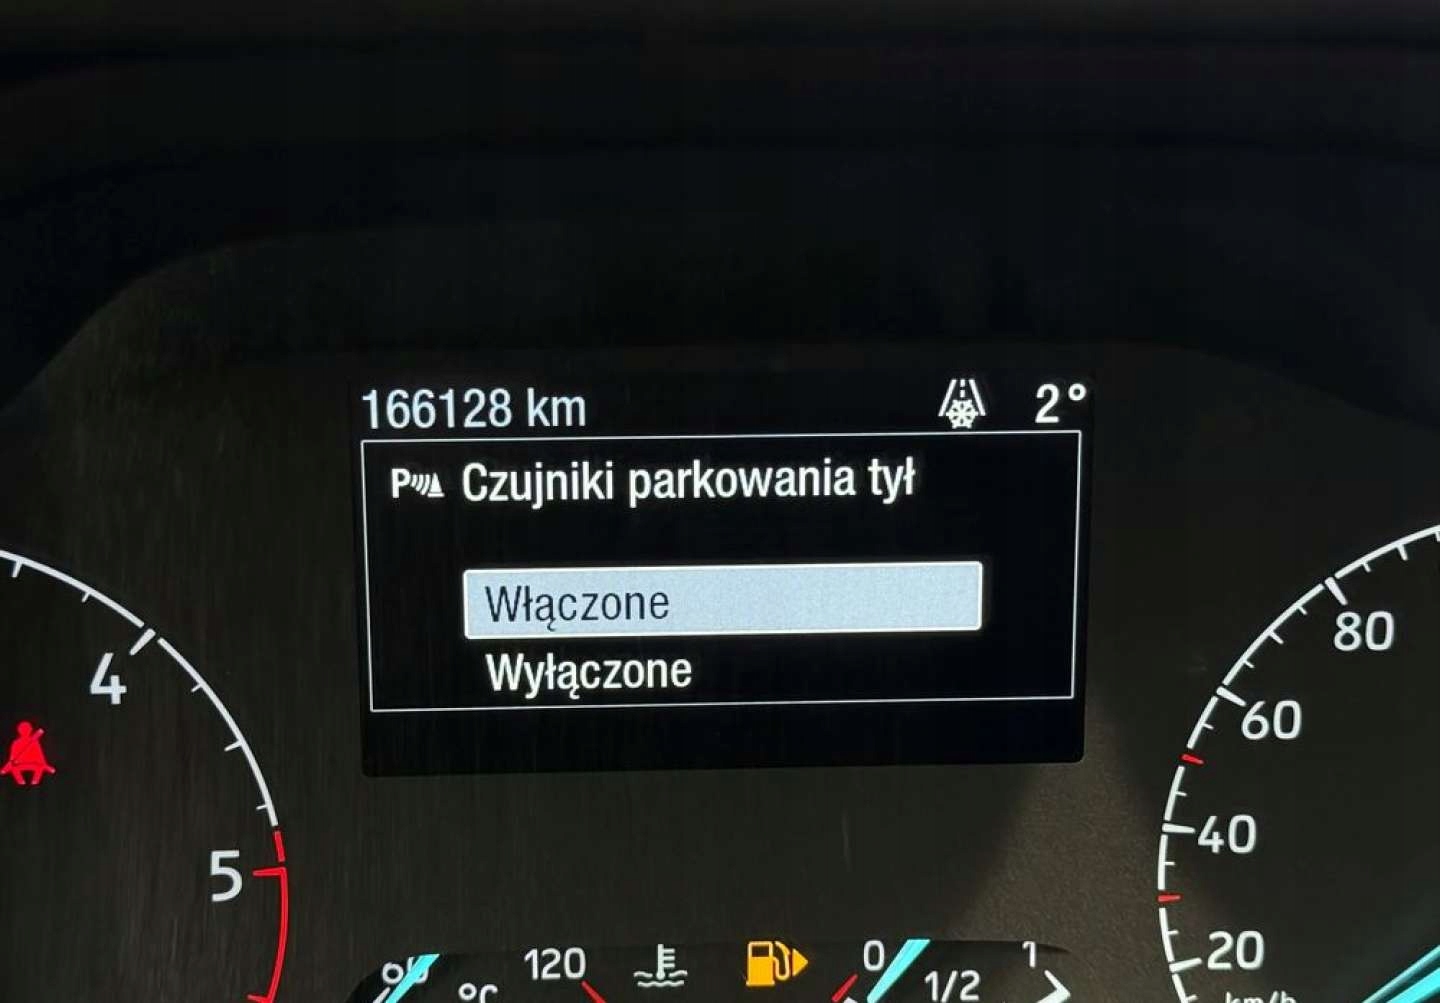 166128 km 2°
P Czujniki parkowania tył
Włączone
Wyłączone
4
5
80
60
40
20
km/h
120
°C
0
1/2
1